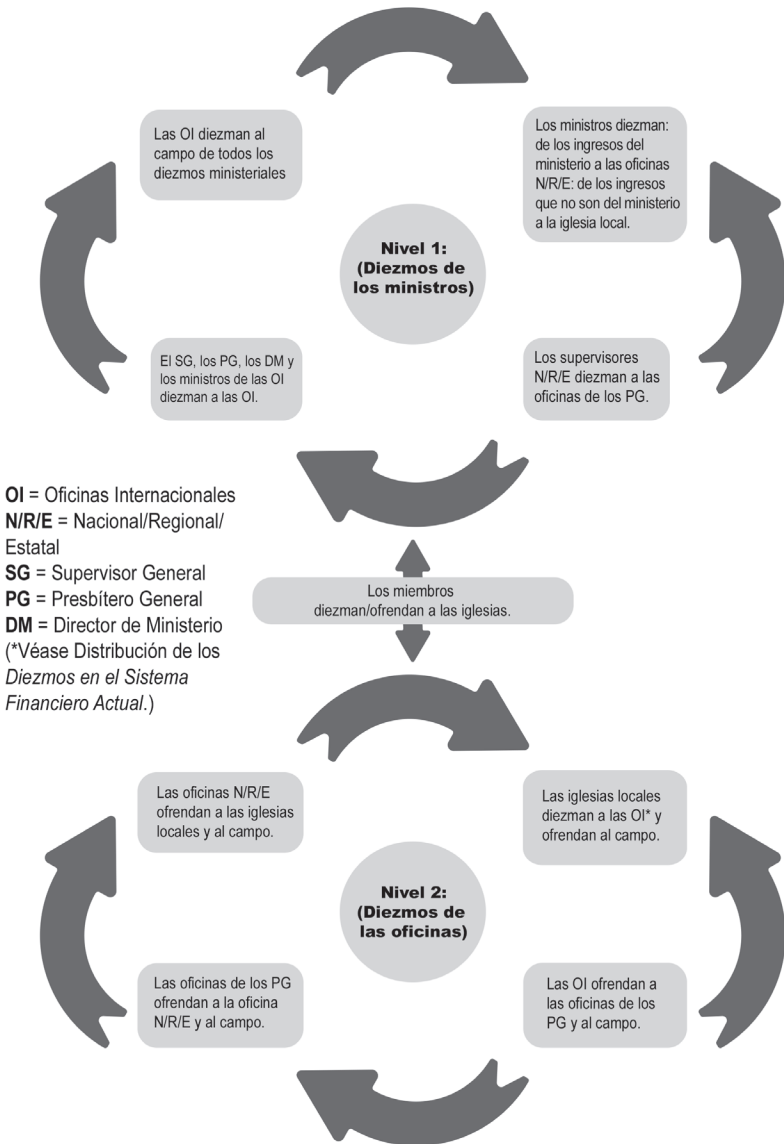 Las OI diezman al
campo de todos los
diezmos ministeriales
Los ministros diezman:
de los ingresos del
ministerio a las oficinas
N/R/E: de los ingresos
que no son del ministerio
a la iglesia local.
Nivel 1:
(Diezmos de
los ministros)
El SG, los PG, los DM y
los ministros de las OI
diezman a las OI.
Los supervisores
N/R/E diezman a las
oficinas de los PG.
OI = Oficinas Internacionales
N/R/E = Nacional/Regional/
Estatal
SG = Supervisor General
PG = Presbítero General
DM = Director de Ministerio
(*Véase Distribución de los
Diezmos en el Sistema
Financiero Actual.)
Los miembros
diezman/ofrendan a las iglesias.
Las oficinas N/R/E
ofrendan a las iglesias
locales y al campo.
Las iglesias locales
diezman a las OI* y
ofrendan al campo.
Nivel 2:
(Diezmos de
las oficinas)
Las oficinas de los PG
ofrendan a la oficina
N/R/E y al campo.
Las OI ofrendan a
las oficinas de los
PG y al campo.